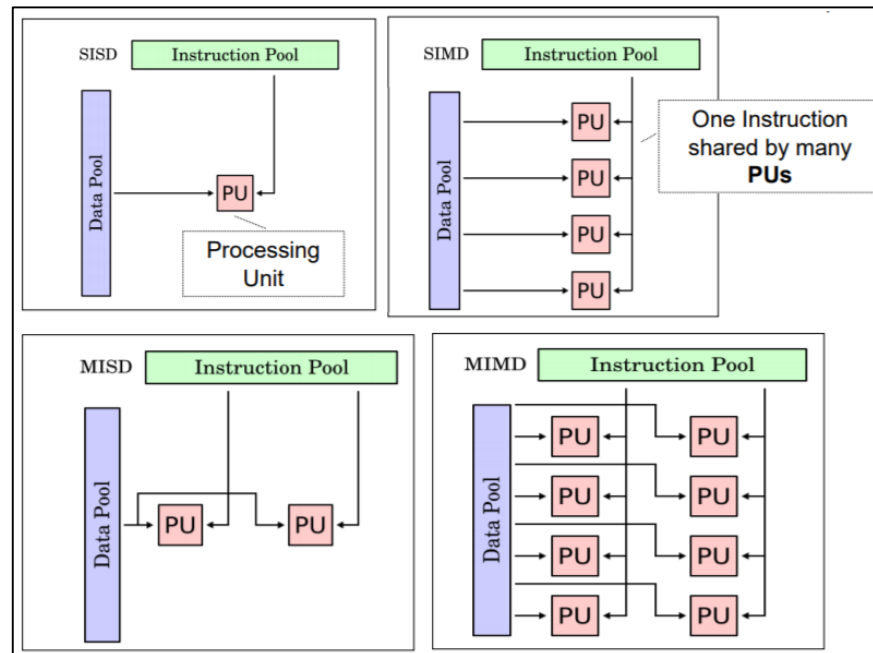 SISD
Instruction Pool
Data Pool
PU
Processing
Unit
SIMD
Instruction Pool
Data Pool
PU
PU
PU
PU
One Instruction
shared by many
PUs
MISD
Instruction Pool
Data Pool
PU
PU
MIMD
Instruction Pool
Data Pool
PU
PU
PU
PU
PU
PU
PU
PU